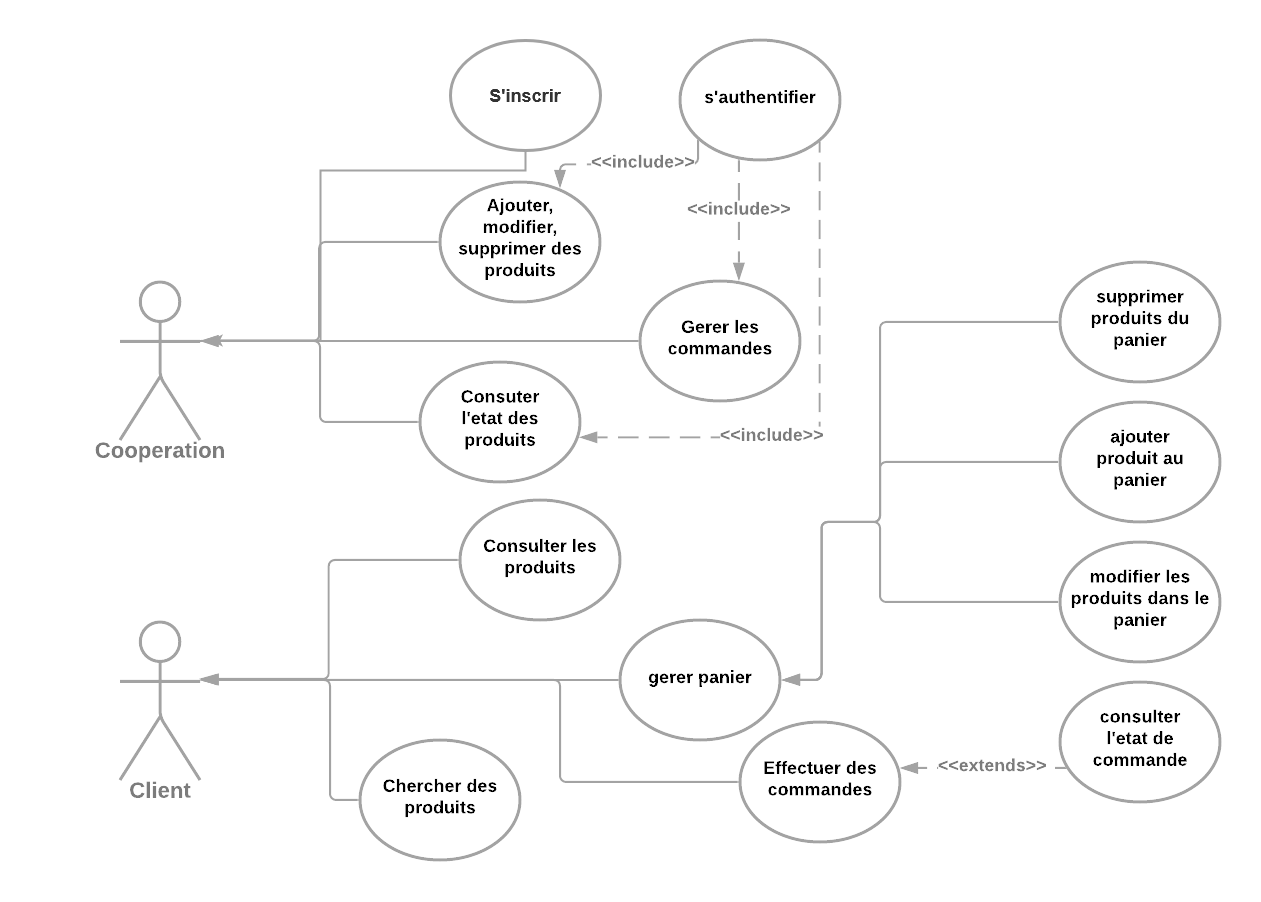 S'inscrir
s'authentifier
<<include>>
Ajouter,
modifier,
supprimer des
produits
<<include>>
Gerer les
commandes
Consuter
l'etat des
produits
<<include>>
Cooperation
supprimer
produits du
panier
ajouter
produit au
panier
Consulter les
produits
modifier les
produits dans le
panier
gerer panier
Client
Chercher des
produits
Effectuer des
commandes
<<extends>>
consulter
l'etat de
commande